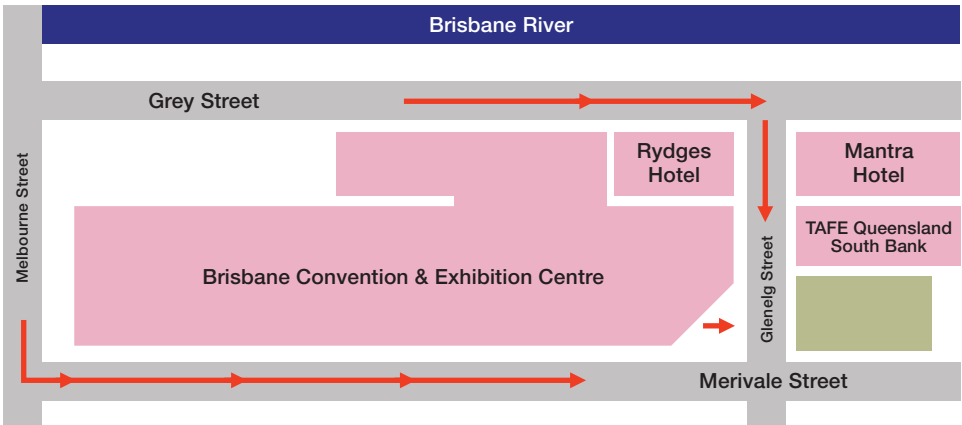 Brisbane River
Grey Street
Melbourne Street
Rydges
Hotel
Mantra
Hotel
TAFE Queensland
South Bank
Brisbane Convention & Exhibition Centre
Glenelg Street
Merivale Street